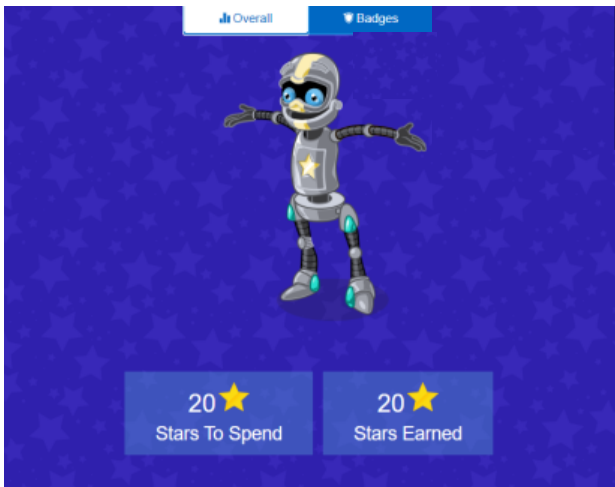 Overall
Badges
20
Stars To Spend
20
Stars Earned